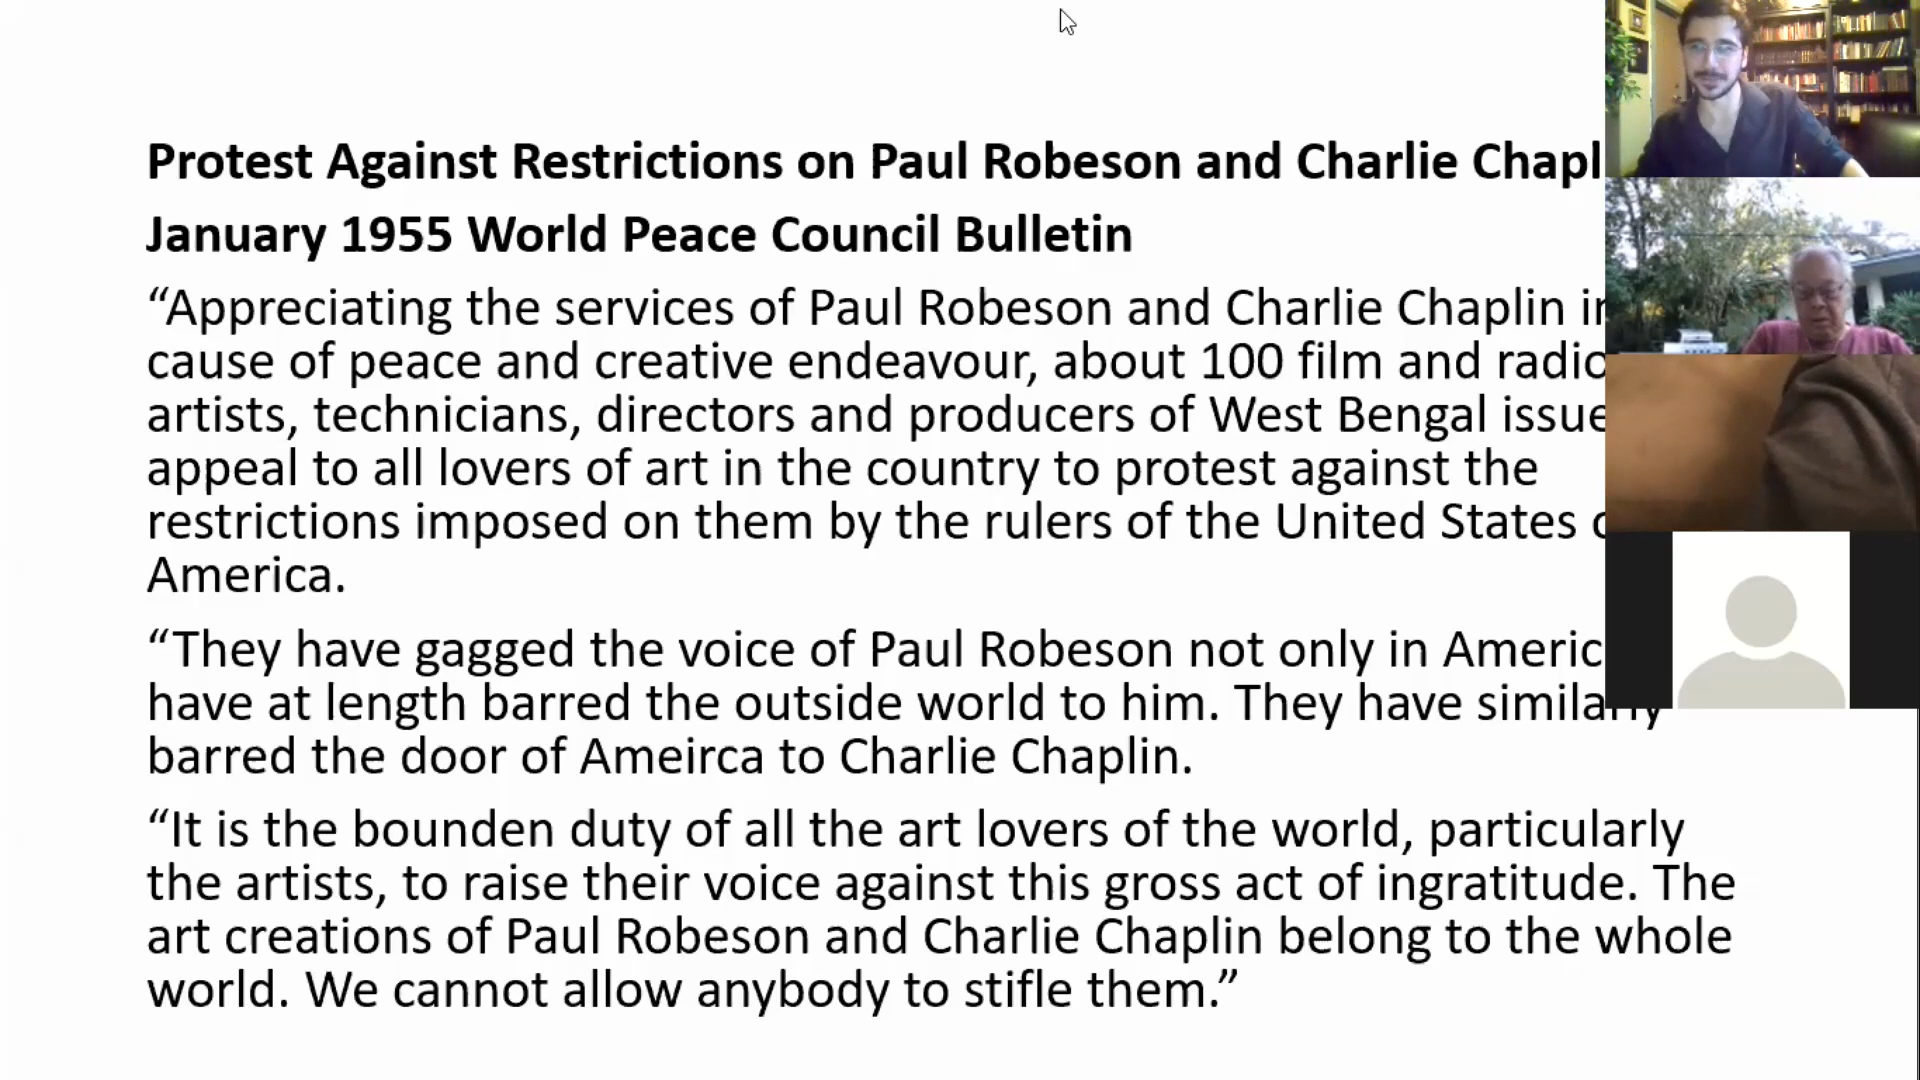 Protest Against Restrictions on Paul Robeson and Charlie Chapl
January 1955 World Peace Council Bulletin
“Appreciating the services of Paul Robeson and Charlie Chaplin in
cause of peace and creative endeavour, about 100 film and radio
artists, technicians, directors and producers of West Bengal issue
appeal to all lovers of art in the country to protest against the
restrictions imposed on them by the rulers of the United States
America.
“They have gagged the voice of Paul Robeson not only in Americ
have at length barred the outside world to him. They have similarly
barred the door of Ameirca to Charlie Chaplin.
“It is the bounden duty of all the art lovers of the world, particularly
the artists, to raise their voice against this gross act of ingratitude. The
art creations of Paul Robeson and Charlie Chaplin belong to the whole
world. We cannot allow anybody to stifle them.”